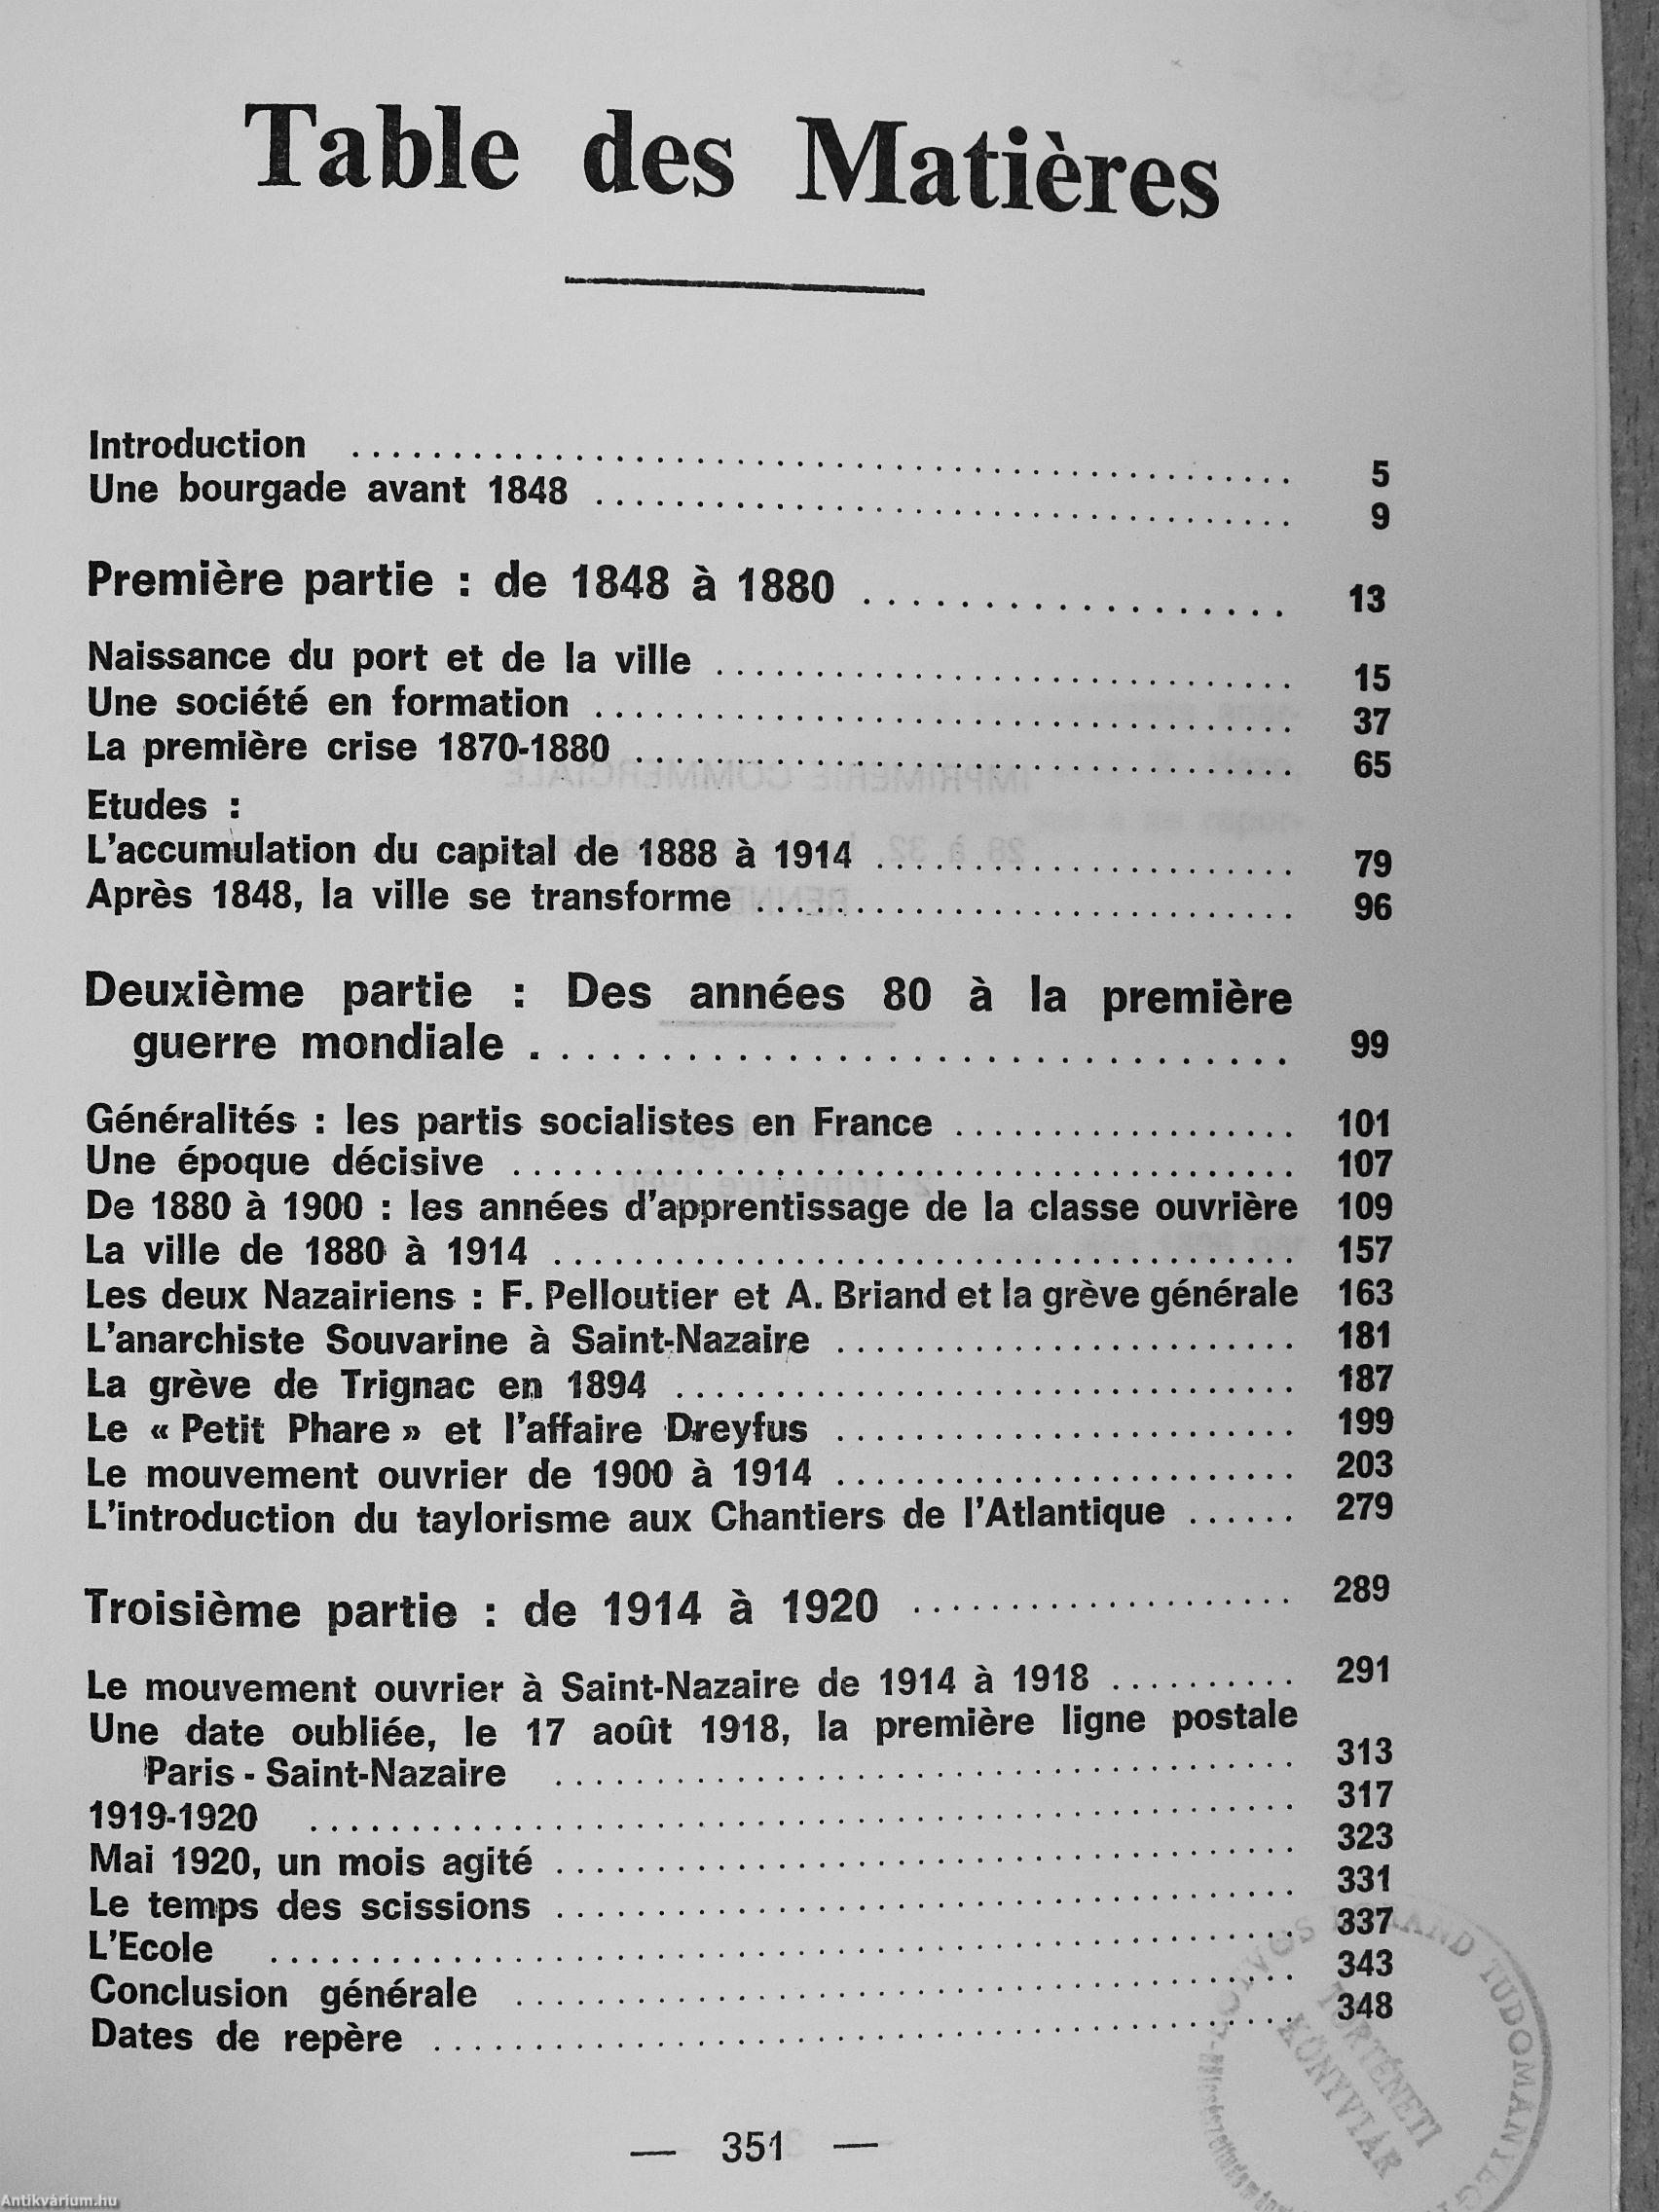 Table des Matières
Introduction .......... 5
Une bourgade avant 1848 .......... 9
Première partie : de 1848 à 1880 .......... 13
Naissance du port et de la ville .......... 15
Une société en formation .......... 37
La première crise 1870-1880 .......... 65
Etudes :
L'accumulation du capital de 1888 à 1914 .......... 79
Après 1848, la ville se transforme .......... 96
Deuxième partie : Des années 80 à la première
guerre mondiale .......... 99
Généralités : les partis socialistes en France .......... 101
Une époque décisive .......... 107
De 1880 à 1900 : les années d'apprentissage de la classe ouvrière 109
La ville de 1880 à 1914 .......... 157
Les deux Nazairiens : F. Pelloutier et A. Briand et la grève générale 163
L'anarchiste Souvarine à Saint-Nazaire .......... 181
La grève de Trignac en 1894 .......... 187
Le « Petit Phare » et l'affaire Dreyfus .......... 199
Le mouvement ouvrier de 1900 à 1914 .......... 203
L'introduction du taylorisme aux Chantiers de l'Atlantique ...... 279
Troisième partie : de 1914 à 1920 .......... 289
Le mouvement ouvrier à Saint-Nazaire de 1914 à 1918 .......... 291
Une date oubliée, le 17 août 1918, la première ligne postale
Paris - Saint-Nazaire .......... 313
1919-1920 .......... 317
Mai 1920, un mois agité .......... 323
Le temps des scissions .......... 331
L'Ecole .......... 337
Conclusion générale .......... 343
Dates de repère .......... 348
— 351 —
TUDOMÁNYEG
TÖRTÉNETI
KÖNYVTÁR
Antikvárium.hu